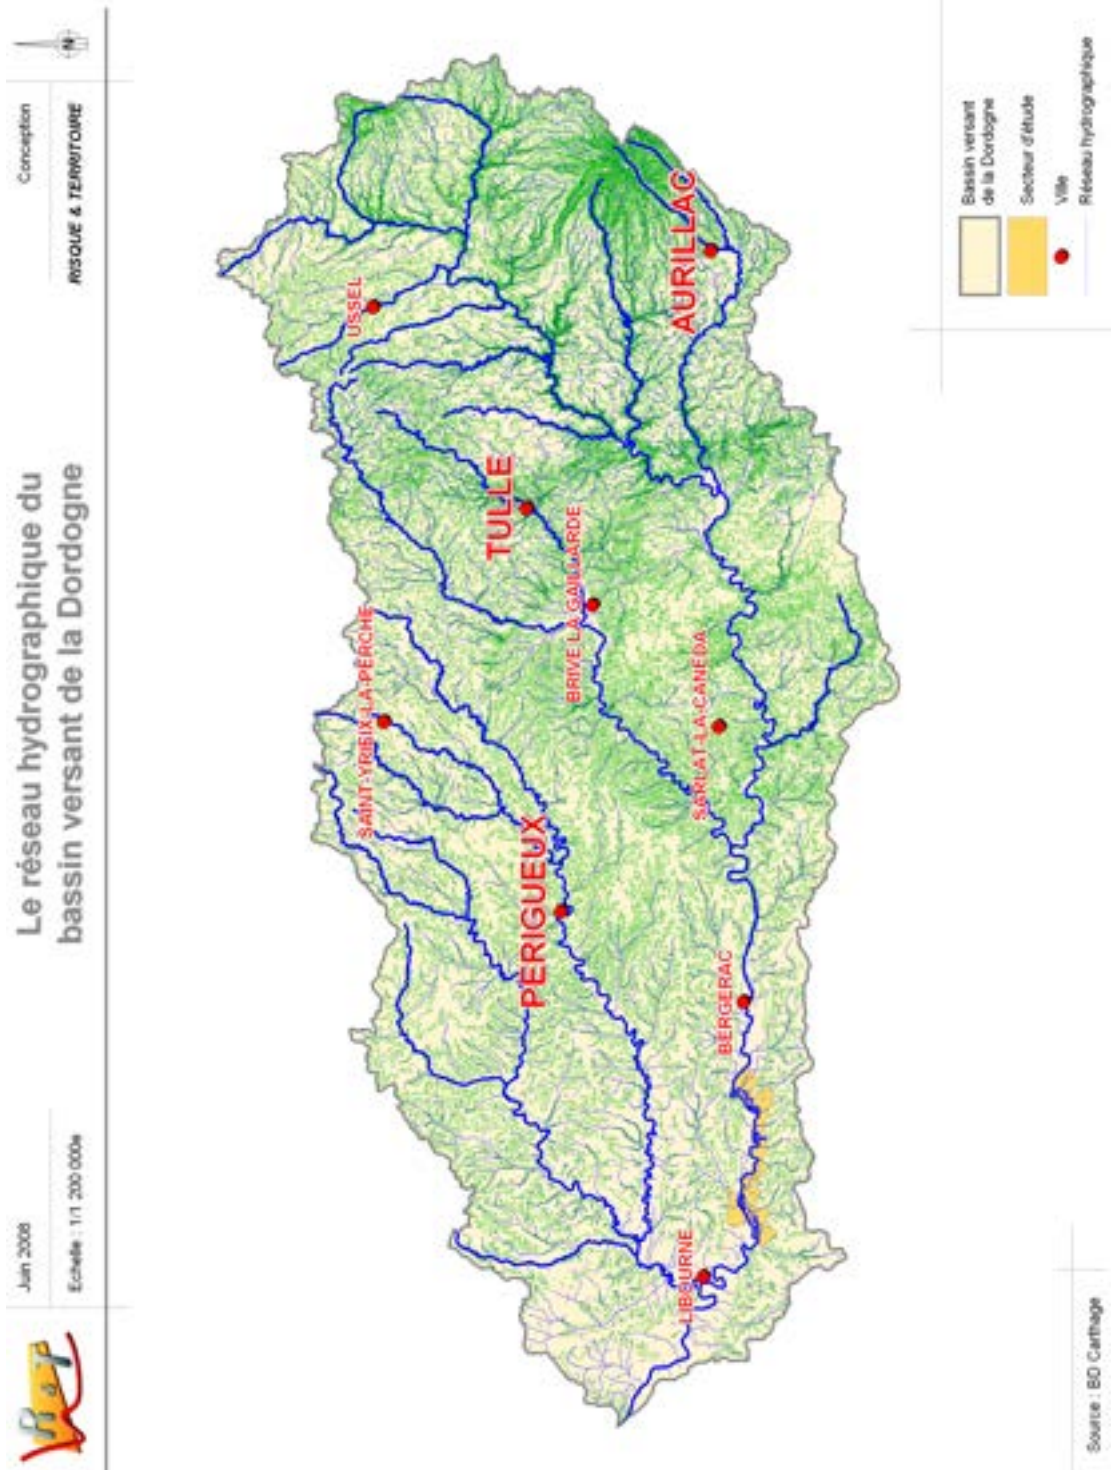 R & T
Juin 2008
Echelle : 1/1 200 000e
Le réseau hydrographique du
bassin versant de la Dordogne
Conception
RISQUE & TERRITOIRE
N
USSEL
SAINT-YRISIX-LA-PERCHE
TULLE
PERIGUEUX
BRIVE LA GAILLARDE
AURILLAC
SARLAT-LA-CANEDA
BERGERAC
LIBOURNE
Bassin versant
de la Dordogne
Secteur d'étude
Ville
Réseau hydrographique
Source : BD Carthage